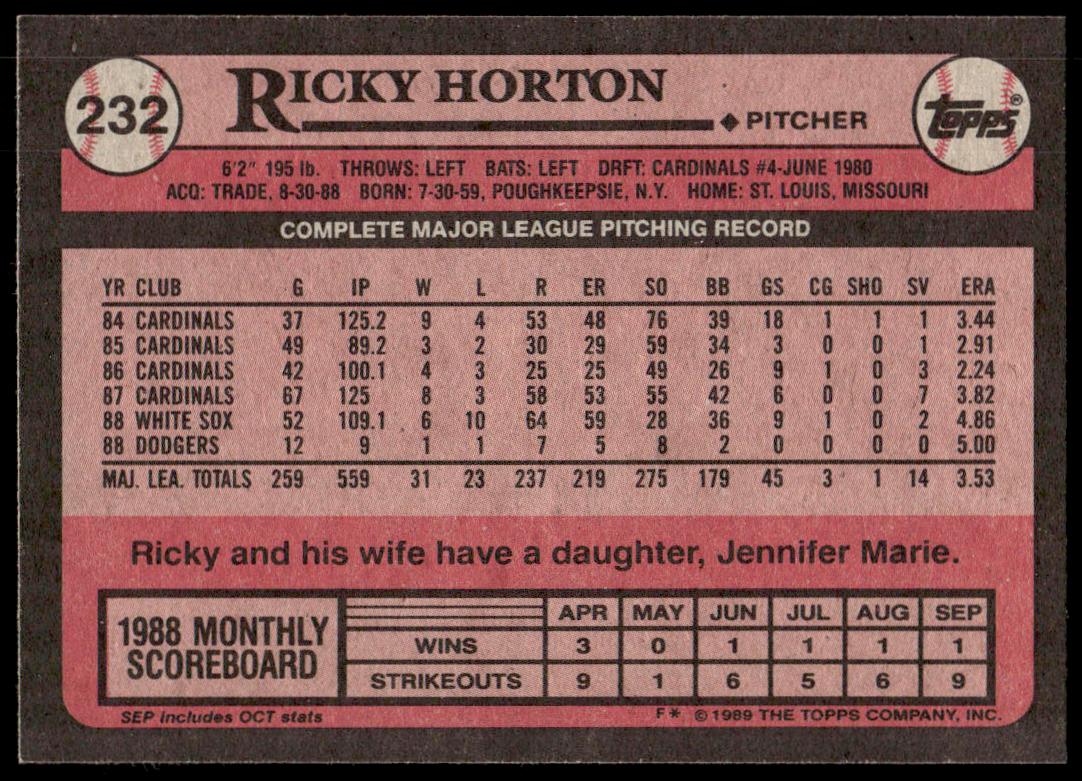 232
RICKY HORTON
◆ PITCHER
TOPPS®
6'2" 195 lb. THROWS: LEFT BATS: LEFT DRFT: CARDINALS #4-JUNE 1980
ACQ: TRADE, 8-30-88 BORN: 7-30-59, POUGHKEEPSIE, N.Y. HOME: ST. LOUIS, MISSOURI
COMPLETE MAJOR LEAGUE PITCHING RECORD
YR CLUB G IP W L R ER SO BB GS CG SHO SV ERA
84 CARDINALS 37 125.2 9 4 53 48 76 39 18 1 1 1 3.44
85 CARDINALS 49 89.2 3 2 30 29 59 34 3 0 0 1 2.91
86 CARDINALS 42 100.1 4 3 25 25 49 26 9 1 0 3 2.24
87 CARDINALS 67 125 8 3 58 53 55 42 6 0 0 7 3.82
88 WHITE SOX 52 109.1 6 10 64 59 28 36 9 1 0 2 4.86
88 DODGERS 12 9 1 1 7 5 8 2 0 0 0 0 5.00
MAJ. LEA. TOTALS 259 559 31 23 237 219 275 179 45 3 1 14 3.53
Ricky and his wife have a daughter, Jennifer Marie.
1988 MONTHLY
SCOREBOARD
APR MAY JUN JUL AUG SEP
WINS 3 0 1 1 1 1
STRIKEOUTS 9 1 6 5 6 9
SEP includes OCT stats
F* © 1989 THE TOPPS COMPANY, INC.